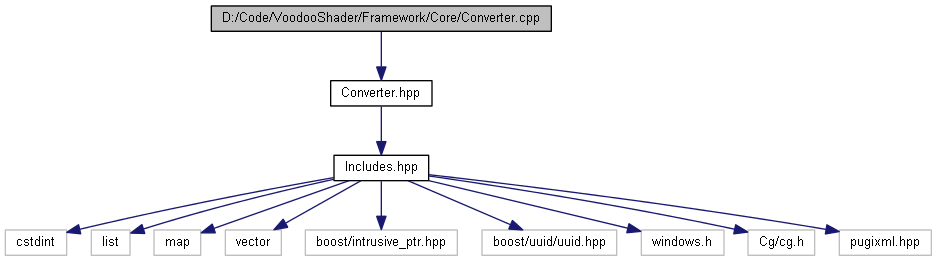 D:/Code/VoodooShader/Framework/Core/Converter.cpp
Converter.hpp
Includes.hpp
cstdint
list
map
vector
boost/intrusive_ptr.hpp
boost/uuid/uuid.hpp
windows.h
Cg/cg.h
pugixml.hpp